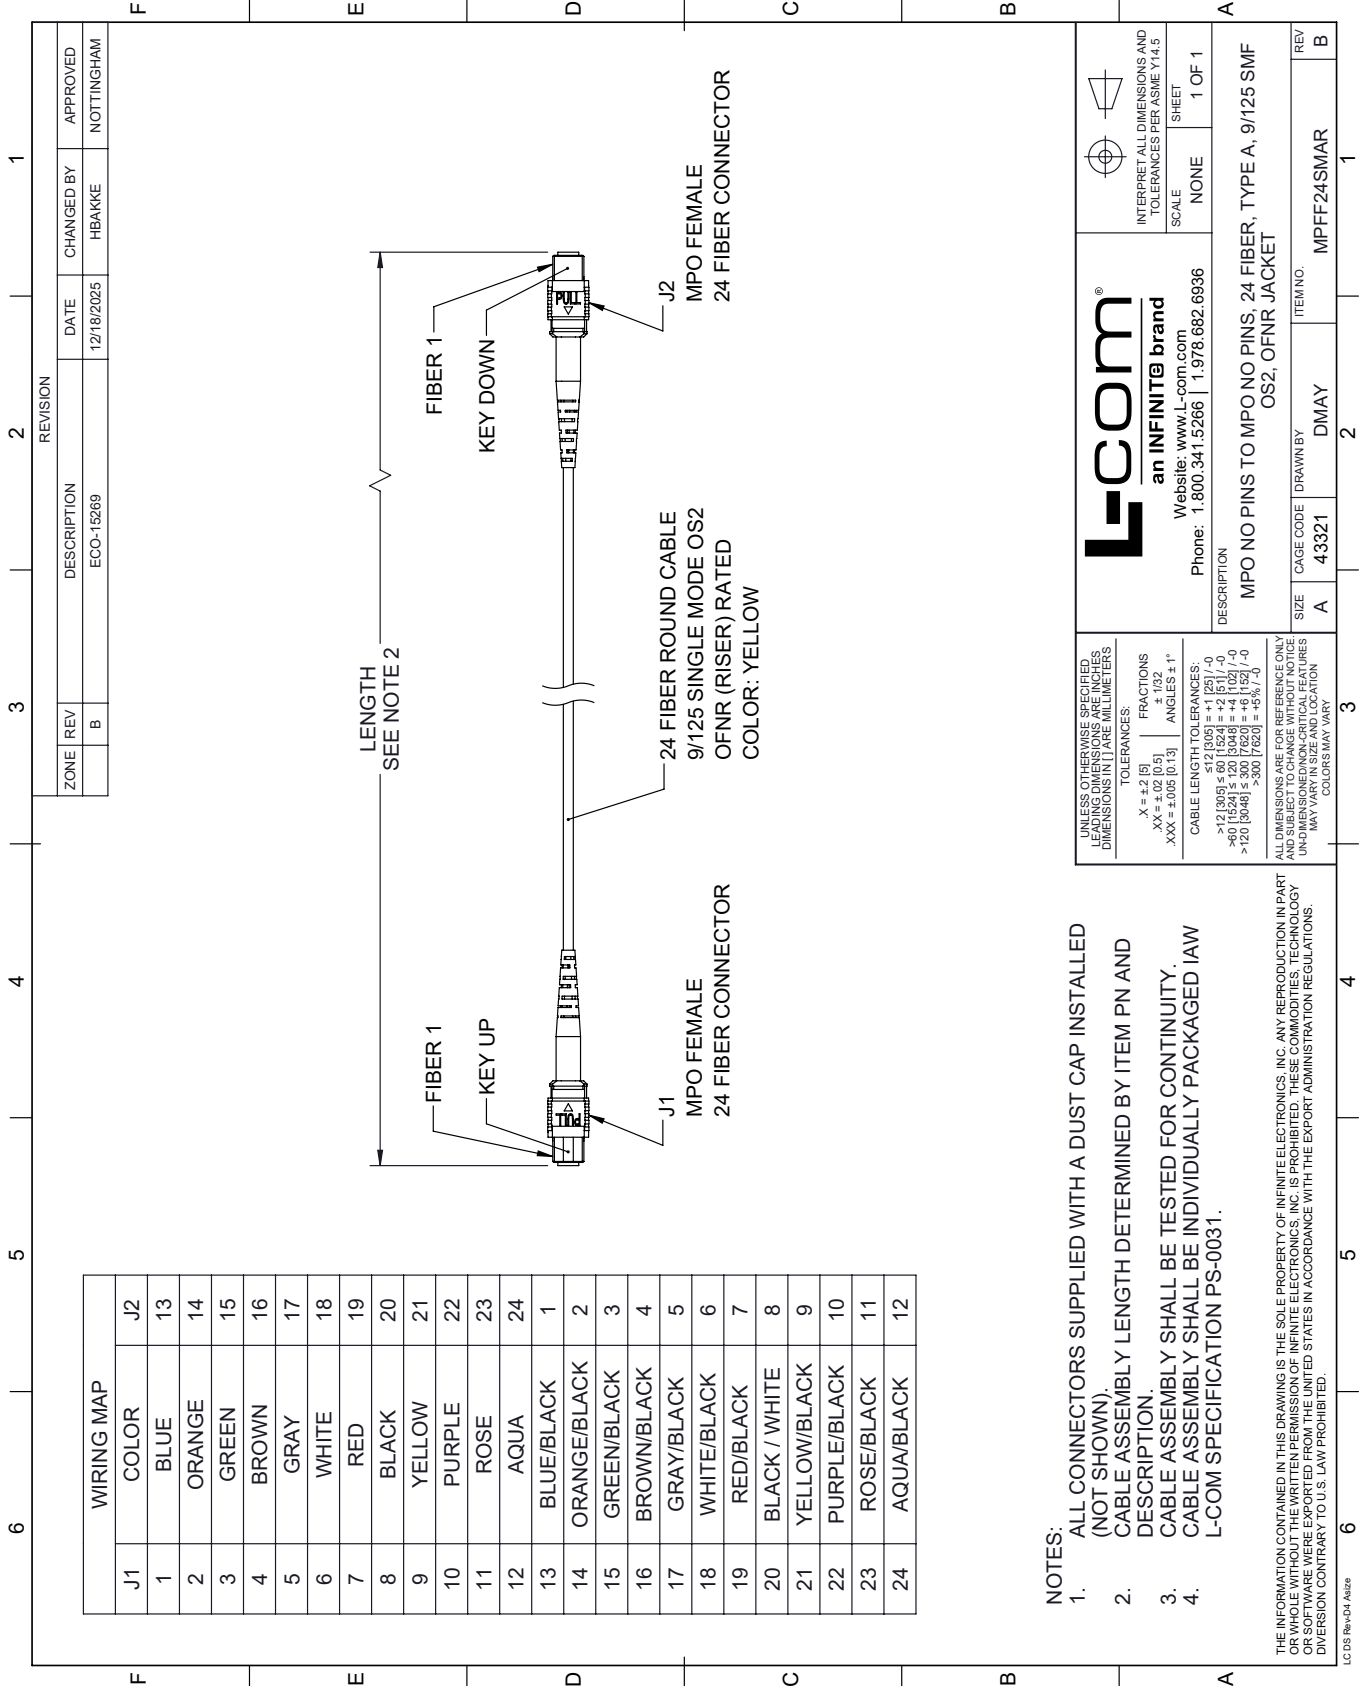 6
5
4
3
2
1
F
E
D
C
B
A
REVISION
ZONE REV DESCRIPTION DATE CHANGED BY APPROVED
B ECO-15269 12/18/2025 HBAKKE NOTTINGHAM
WIRING MAP
J1 COLOR J2
1 BLUE 13
2 ORANGE 14
3 GREEN 15
4 BROWN 16
5 GRAY 17
6 WHITE 18
7 RED 19
8 BLACK 20
9 YELLOW 21
10 PURPLE 22
11 ROSE 23
12 AQUA 24
13 BLUE/BLACK 1
14 ORANGE/BLACK 2
15 GREEN/BLACK 3
16 BROWN/BLACK 4
17 GRAY/BLACK 5
18 WHITE/BLACK 6
19 RED/BLACK 7
20 BLACK / WHITE 8
21 YELLOW/BLACK 9
22 PURPLE/BLACK 10
23 ROSE/BLACK 11
24 AQUA/BLACK 12
LENGTH
SEE NOTE 2
FIBER 1
KEY UP
PULL
J1
MPO FEMALE
24 FIBER CONNECTOR
24 FIBER ROUND CABLE
9/125 SINGLE MODE OS2
OFNR (RISER) RATED
COLOR: YELLOW
FIBER 1
KEY DOWN
PULL
J2
MPO FEMALE
24 FIBER CONNECTOR
NOTES:
1. ALL CONNECTORS SUPPLIED WITH A DUST CAP INSTALLED
(NOT SHOWN).
2. CABLE ASSEMBLY LENGTH DETERMINED BY ITEM PN AND
DESCRIPTION.
3. CABLE ASSEMBLY SHALL BE TESTED FOR CONTINUITY.
4. CABLE ASSEMBLY SHALL BE INDIVIDUALLY PACKAGED IAW
L-COM SPECIFICATION PS-0031.
THE INFORMATION CONTAINED IN THIS DRAWING IS THE SOLE PROPERTY OF INFINITE ELECTRONICS, INC. ANY REPRODUCTION IN PART
OR WHOLE WITHOUT THE WRITTEN PERMISSION OF INFINITE ELECTRONICS, INC. IS PROHIBITED. THESE COMMODITIES, TECHNOLOGY
OR SOFTWARE WERE EXPORTED FROM THE UNITED STATES IN ACCORDANCE WITH THE EXPORT ADMINISTRATION REGULATIONS.
DIVERSION CONTRARY TO U.S. LAW PROHIBITED.
UNLESS OTHERWISE SPECIFIED
LEADING DIMENSIONS ARE INCHES
DIMENSIONS IN [ ] ARE MILLIMETERS
TOLERANCES:
.X = ±.2 [5] FRACTIONS
.XX = ±.02 [0.5] ± 1/32
.XXX = ±.005 [0.13] ANGLES ± 1°
CABLE LENGTH TOLERANCES:
≤12 [305] = +1 [25] / -0
>12 [305] ≤ 60 [1524] = +2 [51] / -0
>60 [1524] ≤ 120 [3048] = +4 [102] / -0
>120 [3048] ≤ 300 [7620] = +6 [152] / -0
>300 [7620] = +5% / -0
ALL DIMENSIONS ARE FOR REFERENCE ONLY
AND SUBJECT TO CHANGE WITHOUT NOTICE.
UN-DIMENSIONED/NON-CRITICAL FEATURES
MAY VARY IN SIZE AND LOCATION
COLORS MAY VARY
L-com®
an INFINIT@ brand
Website: www.L-com.com
Phone: 1.800.341.5266 | 1.978.682.6936
INTERPRET ALL DIMENSIONS AND
TOLERANCES PER ASME Y14.5
SCALE NONE
SHEET 1 OF 1
DESCRIPTION
MPO NO PINS TO MPO NO PINS, 24 FIBER, TYPE A, 9/125 SMF
OS2, OFNR JACKET
SIZE A
CAGE CODE 43321
DRAWN BY DMAY
ITEM NO. MPFF24SMAR
REV B
F
E
D
C
B
A
6
5
4
3
2
1
LC DS Rev-D4 Asize